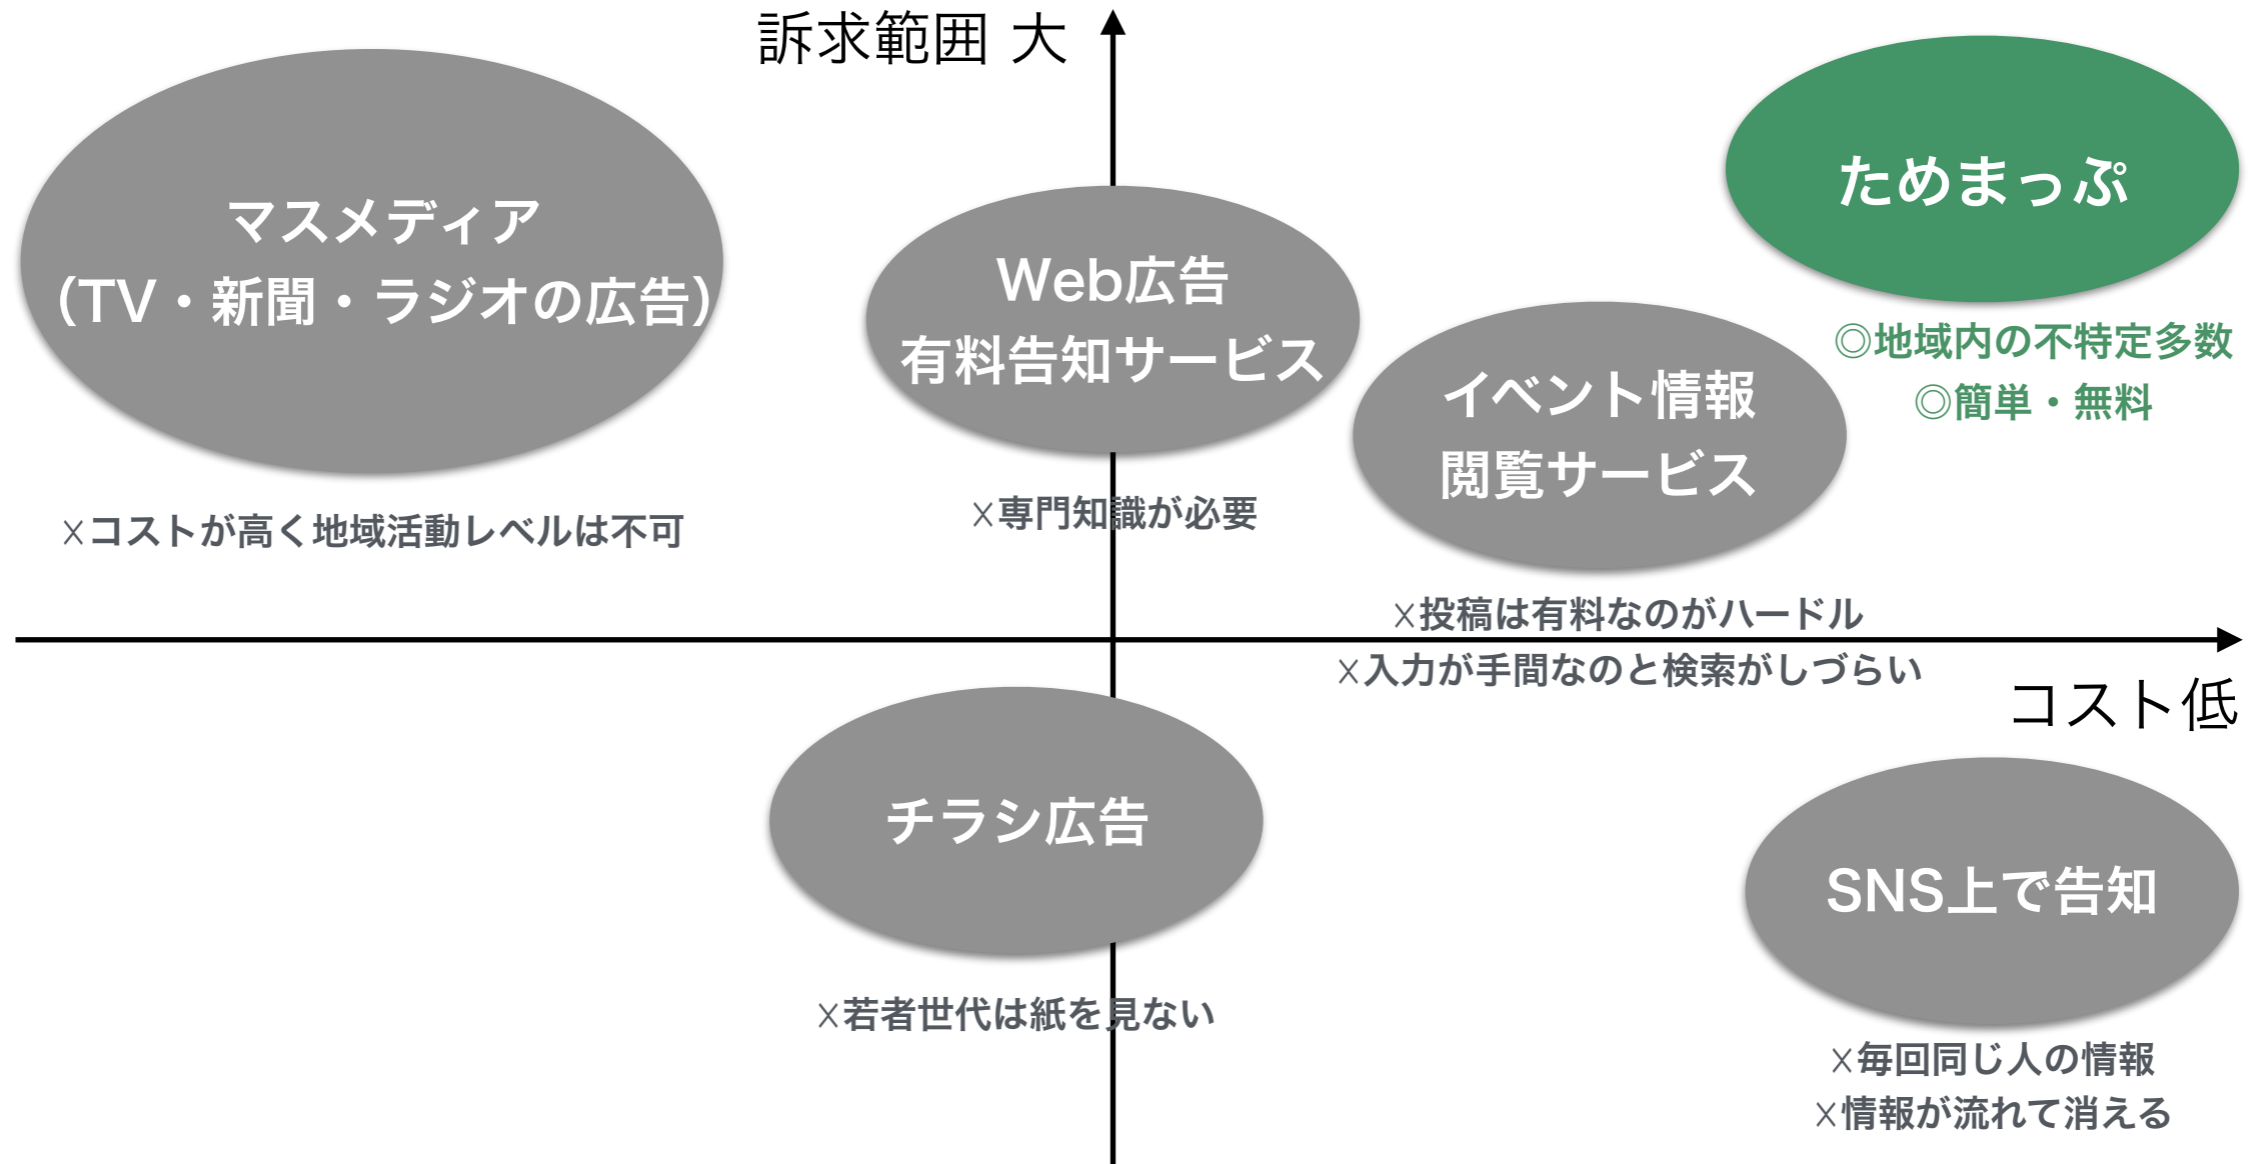 訴求範囲 大
マスメディア
（TV・新聞・ラジオの広告）
☓コストが高く地域活動レベルは不可
Web広告
有料告知サービス
☓専門知識が必要
イベント情報
閲覧サービス
☓投稿は有料なのがハードル
☓入力が手間なのと検索がしづらい
ためまっぷ
◎地域内の不特定多数
◎簡単・無料
コスト低
チラシ広告
☓若者世代は紙を見ない
SNS上で告知
☓毎回同じ人の情報
☓情報が流れて消える